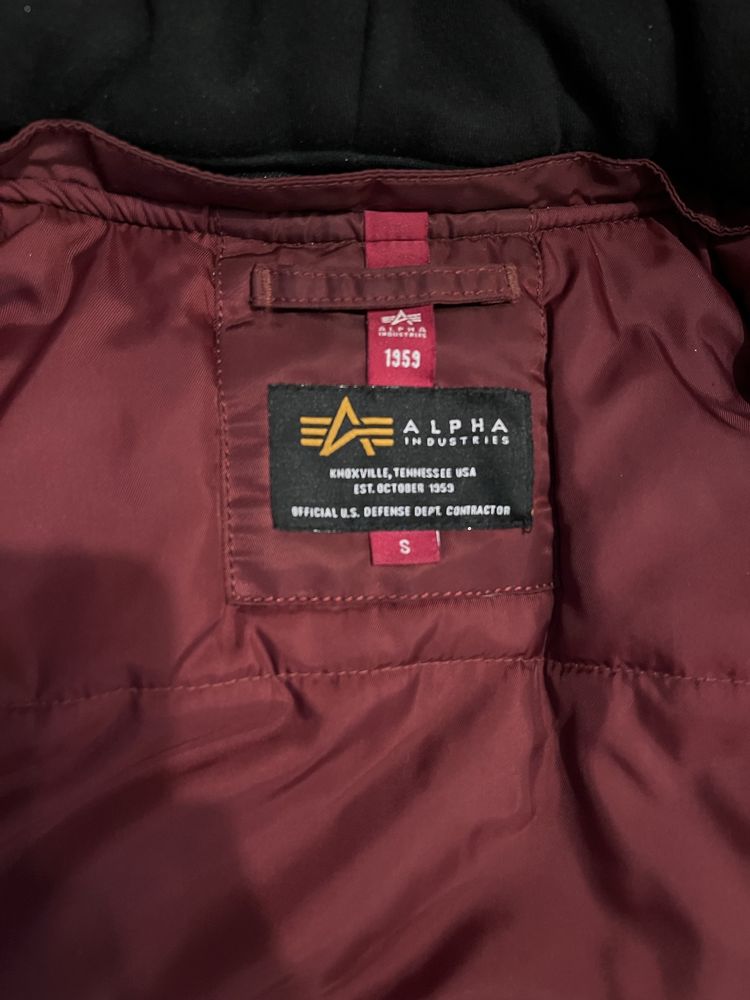 ALPHA
INDUSTRIES
1959
ALPHA
INDUSTRIES
KNOXVILLE, TENNESSEE USA
EST. OCTOBER 1959
OFFICIAL U.S. DEFENSE DEPT. CONTRACTOR
S